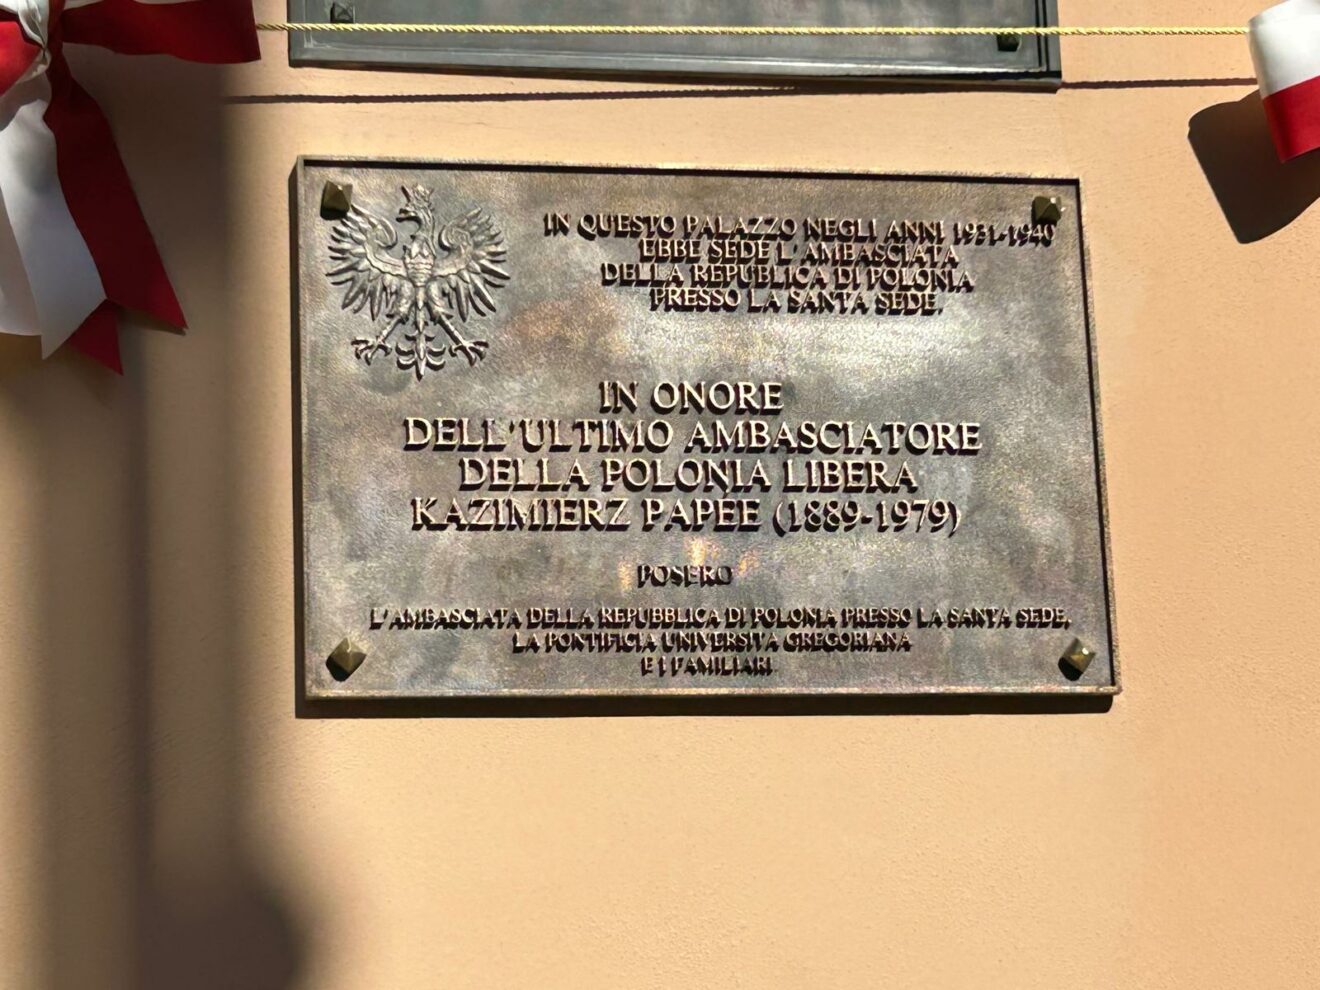 IN QUESTO PALAZZO NEGLI ANNI 1931-1940
EBBE SEDE L'AMBASCIATA
DELLA REPUBBLICA DI POLONIA
PRESSO LA SANTA SEDE.
IN ONORE
DELL'ULTIMO AMBASCIATORE
DELLA POLONIA LIBERA
KAZIMIERZ PAPÉE (1889-1979)
POSERO
L'AMBASCIATA DELLA REPUBBLICA DI POLONIA PRESSO LA SANTA SEDE,
LA PONTIFICIA UNIVERSITA GREGORIANA
E I FAMILIARI